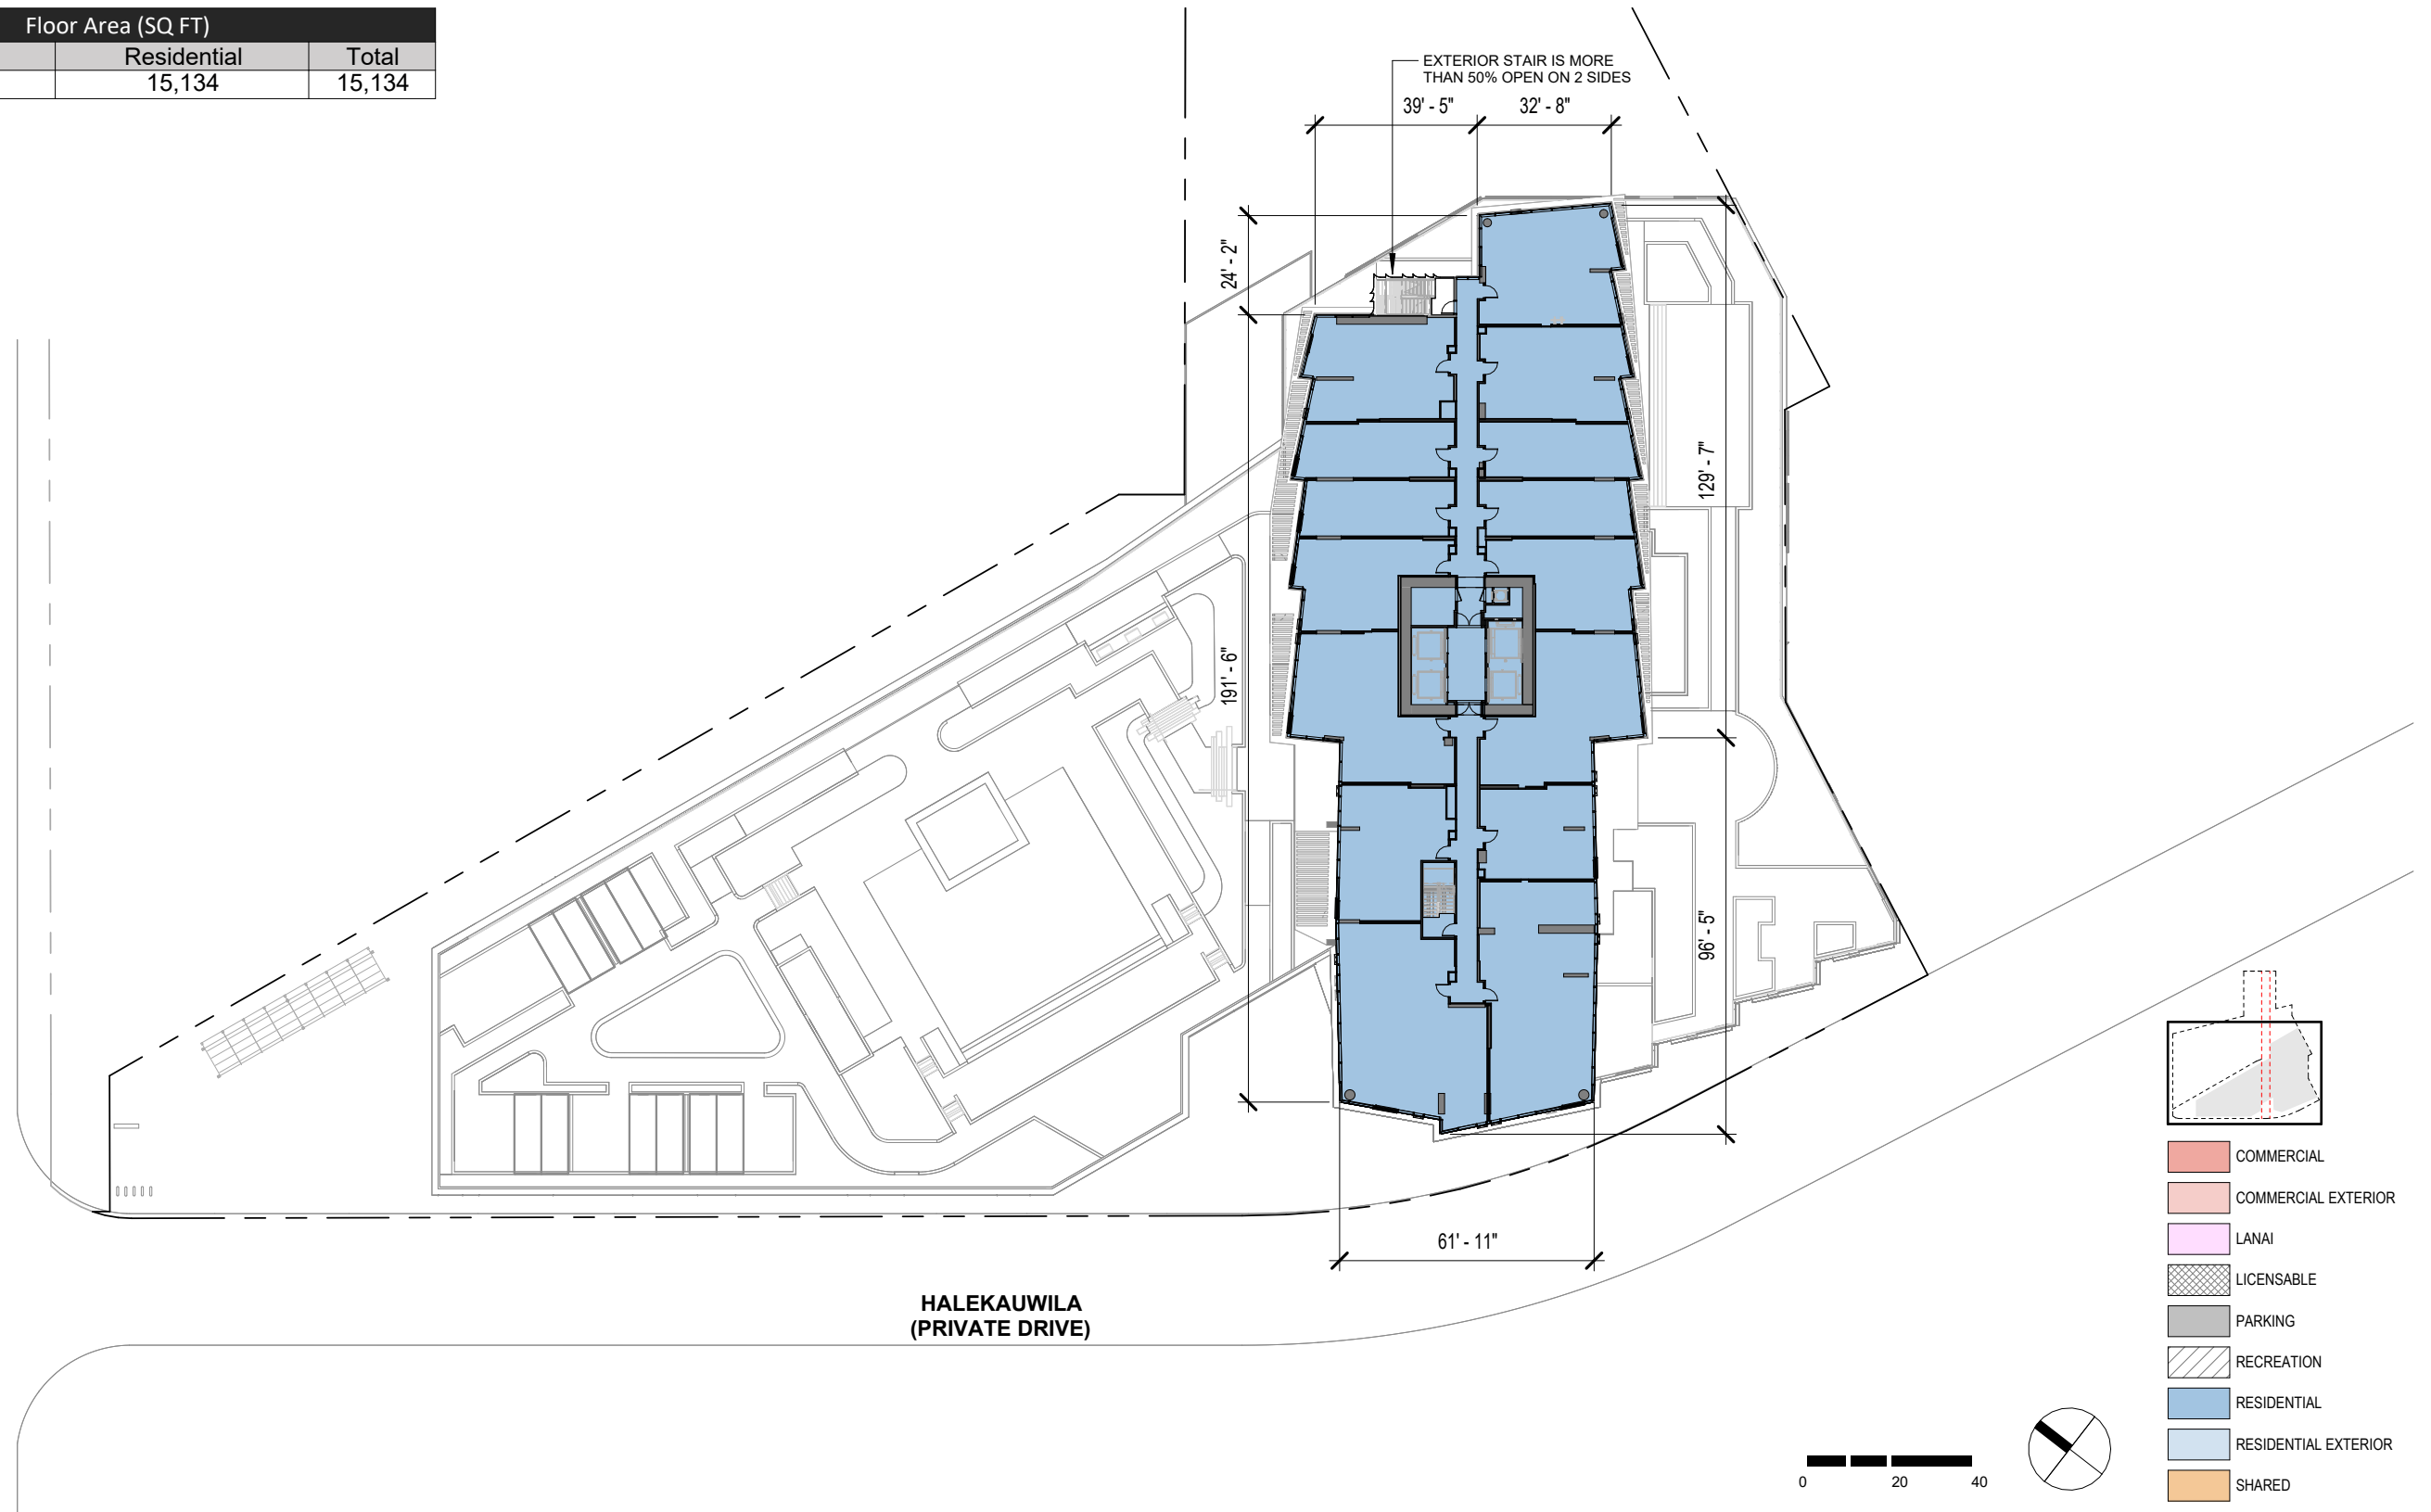 Floor Area (SQ FT)
Residential Total
15,134 15,134
EXTERIOR STAIR IS MORE
THAN 50% OPEN ON 2 SIDES
39' - 5" 32' - 8"
24' - 2"
129' - 7"
191' - 6"
96' - 5"
61' - 11"
HALEKAUWILA
(PRIVATE DRIVE)
COMMERCIAL
COMMERCIAL EXTERIOR
LANAI
LICENSABLE
PARKING
RECREATION
RESIDENTIAL
RESIDENTIAL EXTERIOR
SHARED
0 20 40